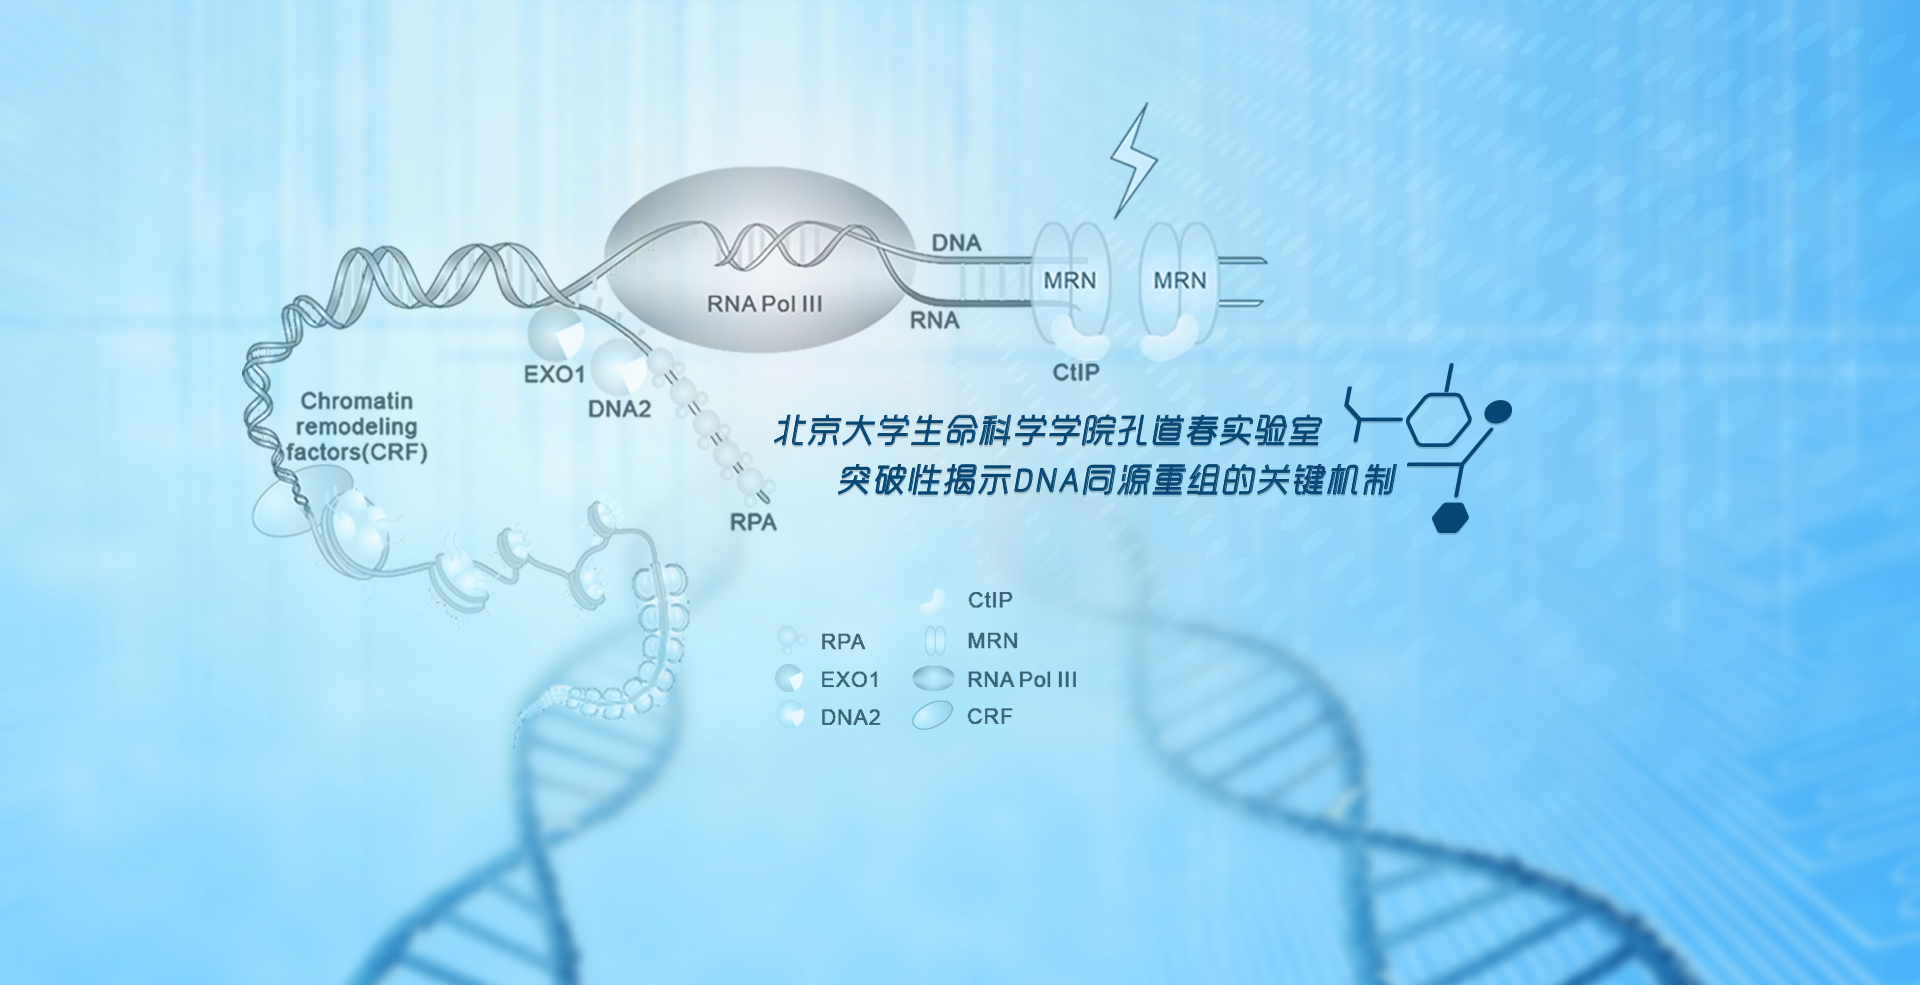 DNA
MRN
MRN
RNA Pol III
RNA
EXO1
CtIP
DNA2
Chromatin
remodeling
factors(CRF)
北京大学生命科学学院孔道春实验室
突破性揭示DNA同源重组的关键机制
RPA
CtIP
RPA
MRN
EXO1
RNA Pol III
DNA2
CRF